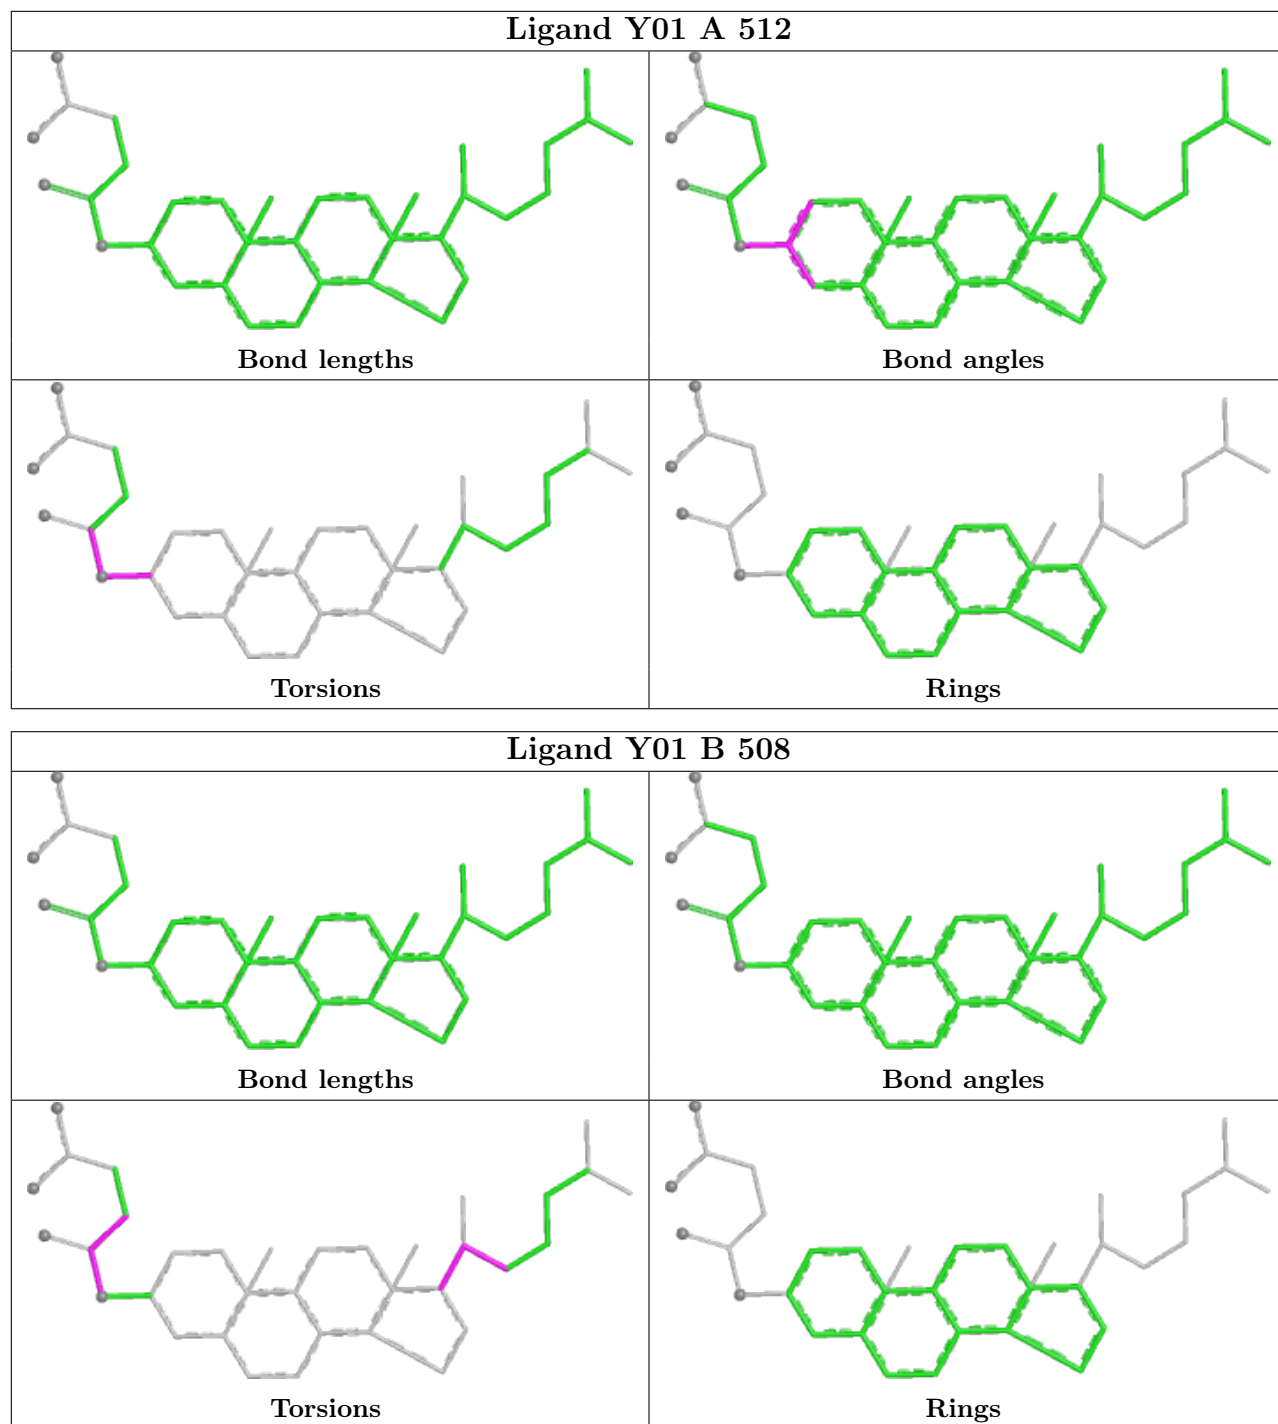 Ligand Y01 A 512
Bond lengths
Bond angles
Torsions
Rings
Ligand Y01 B 508
Bond lengths
Bond angles
Torsions
Rings